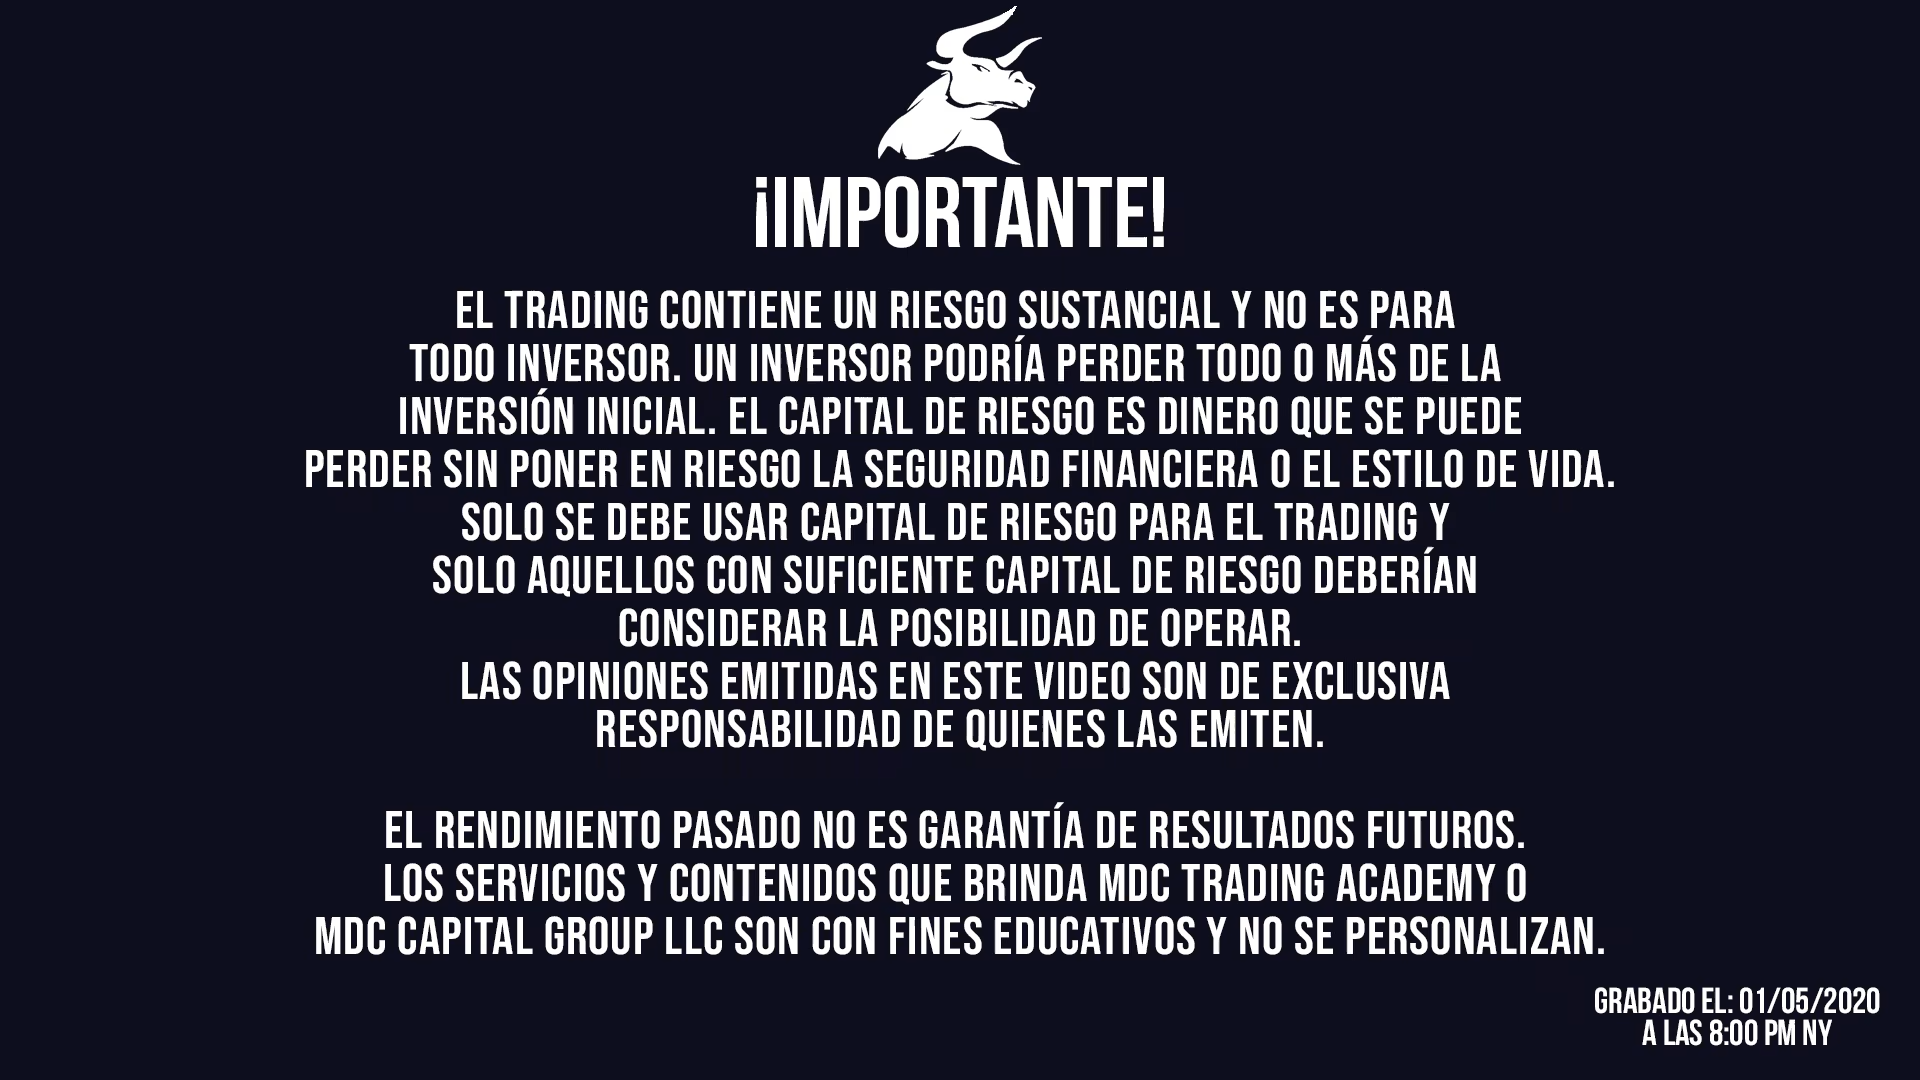 ¡IMPORTANTE!
EL TRADING CONTIENE UN RIESGO SUSTANCIAL Y NO ES PARA
TODO INVERSOR. UN INVERSOR PODRÍA PERDER TODO O MÁS DE LA
INVERSIÓN INICIAL. EL CAPITAL DE RIESGO ES DINERO QUE SE PUEDE
PERDER SIN PONER EN RIESGO LA SEGURIDAD FINANCIERA O EL ESTILO DE VIDA.
SOLO SE DEBE USAR CAPITAL DE RIESGO PARA EL TRADING Y
SOLO AQUELLOS CON SUFICIENTE CAPITAL DE RIESGO DEBERÍAN
CONSIDERAR LA POSIBILIDAD DE OPERAR.
LAS OPINIONES EMITIDAS EN ESTE VIDEO SON DE EXCLUSIVA
RESPONSABILIDAD DE QUIENES LAS EMITEN.
EL RENDIMIENTO PASADO NO ES GARANTÍA DE RESULTADOS FUTUROS.
LOS SERVICIOS Y CONTENIDOS QUE BRINDA MDC TRADING ACADEMY O
MDC CAPITAL GROUP LLC SON CON FINES EDUCATIVOS Y NO SE PERSONALIZAN.
GRABADO EL: 01/05/2020
A LAS 8:00 PM NY